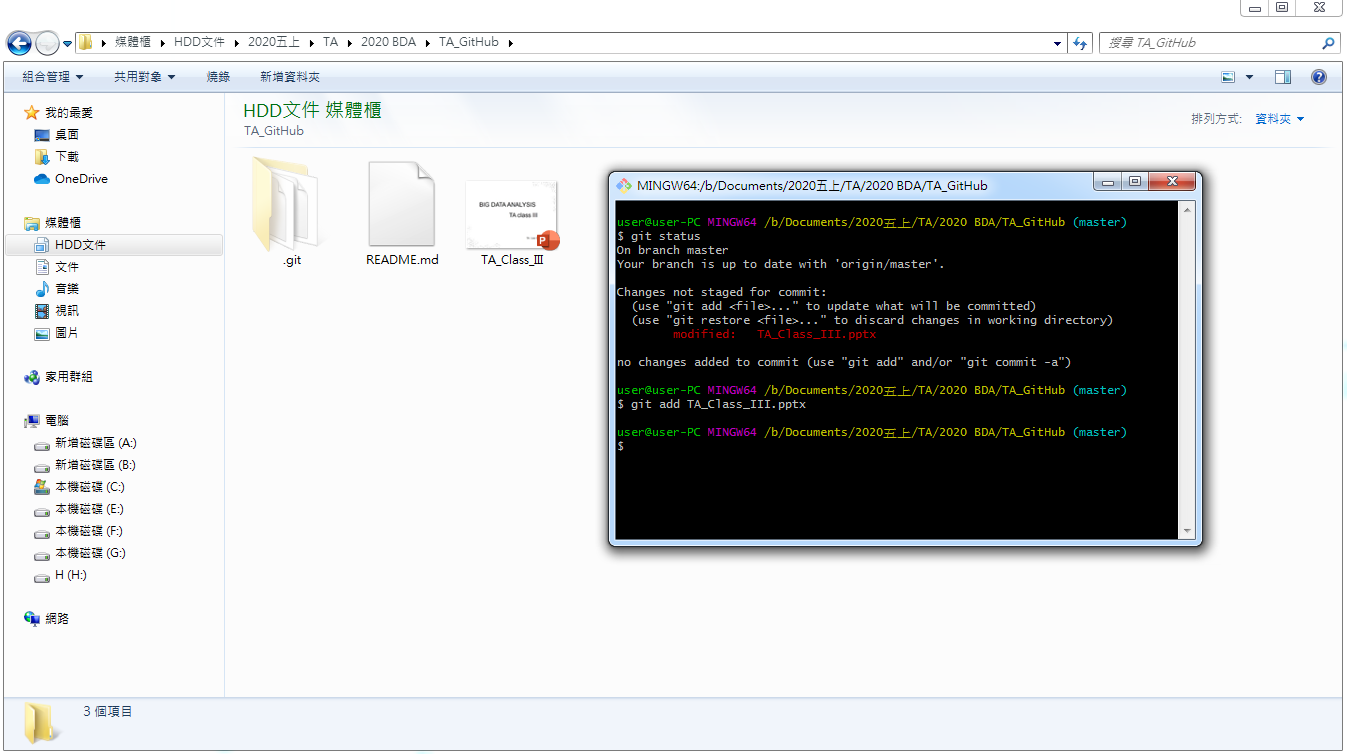 媒體櫃 HDD文件 2020五上 TA 2020 BDA TA_GitHub
搜尋 TA_GitHub
組合管理 共用對象 燒錄 新增資料夾
我的最愛
桌面
下載
OneDrive
媒體櫃
HDD文件
文件
音樂
視訊
圖片
家用群組
電腦
新增磁碟區 (A:)
新增磁碟區 (B:)
本機磁碟 (C:)
本機磁碟 (E:)
本機磁碟 (F:)
本機磁碟 (G:)
H (H:)
網路
HDD文件 媒體櫃
TA_GitHub
排列方式: 資料夾
.git
README.md
BIG DATA ANALYSIS
TA class III
TA_Class_III
MINGW64:/b/Documents/2020五上/TA/2020 BDA/TA_GitHub
user@user-PC MINGW64 /b/Documents/2020五上/TA/2020 BDA/TA_GitHub (master)
$ git status
On branch master
Your branch is up to date with 'origin/master'.
Changes not staged for commit:
(use "git add <file>..." to update what will be committed)
(use "git restore <file>..." to discard changes in working directory)
modified: TA_Class_III.pptx
no changes added to commit (use "git add" and/or "git commit -a")
user@user-PC MINGW64 /b/Documents/2020五上/TA/2020 BDA/TA_GitHub (master)
$ git add TA_Class_III.pptx
user@user-PC MINGW64 /b/Documents/2020五上/TA/2020 BDA/TA_GitHub (master)
$
3 個項目